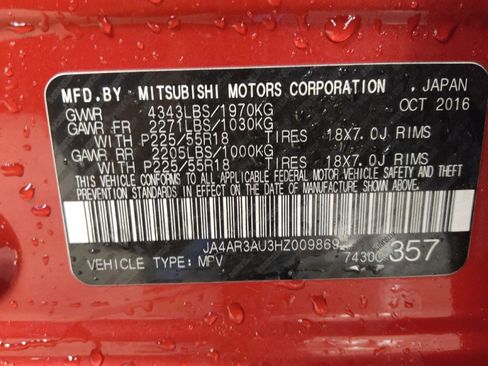 MFD.BY MITSUBISHI MOTORS CORPORATION , JAPAN
GVWR 4343LBS/1970KG OCT 2016
GAWR FR 2271LBS/1030KG
WITH P225/55R18 TIRES 18X7.0J RIMS
GAWR RR 2205LBS/1000KG
WITH P225/55R18 TIRES 18X7.0J RIMS
THIS VEHICLE CONFORMS TO ALL APPLICABLE FEDERAL MOTOR VEHICLE SAFETY AND THEFT
PREVENTION STANDARDS IN EFFECT ON THE DATE OF MANUFACTURE SHOWN ABOVE.
VEHICLE TYPE: MPV 357